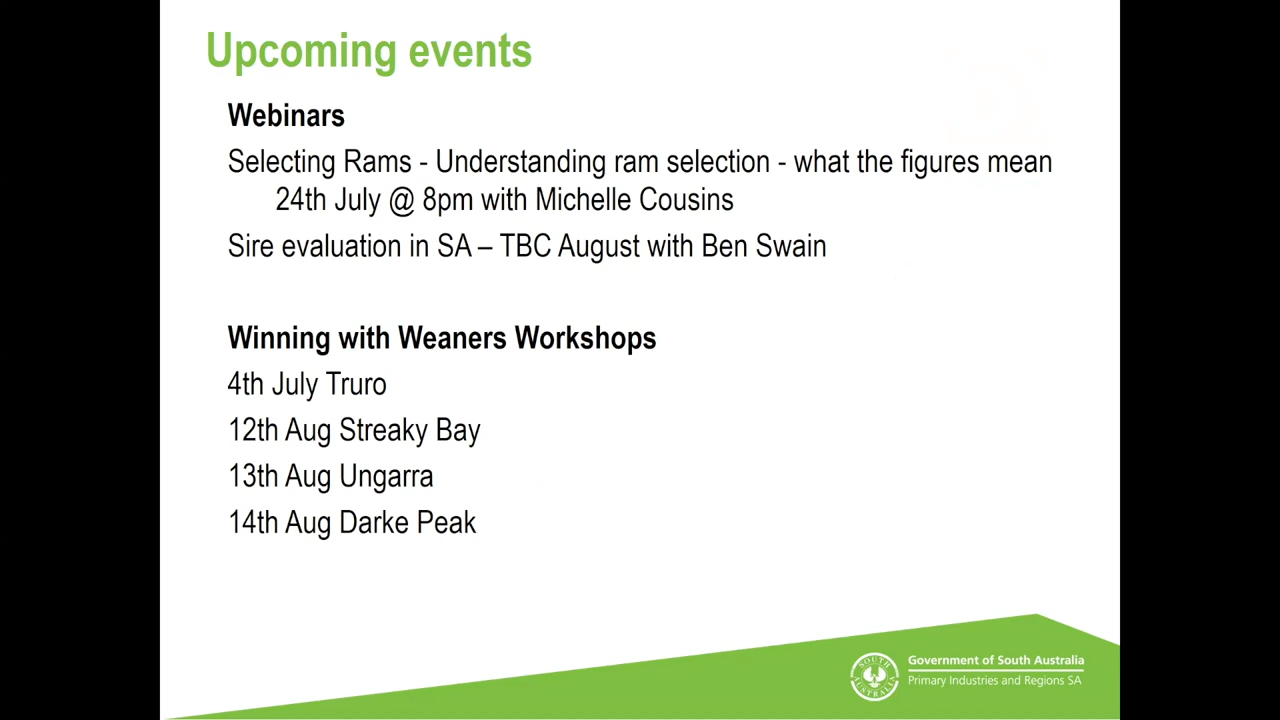 Upcoming events
Webinars
Selecting Rams - Understanding ram selection - what the figures mean
24th July @ 8pm with Michelle Cousins
Sire evaluation in SA – TBC August with Ben Swain
Winning with Weaners Workshops
4th July Truro
12th Aug Streaky Bay
13th Aug Ungarra
14th Aug Darke Peak
SOUTH AUSTRALIA
Government of South Australia
Primary Industries and Regions SA